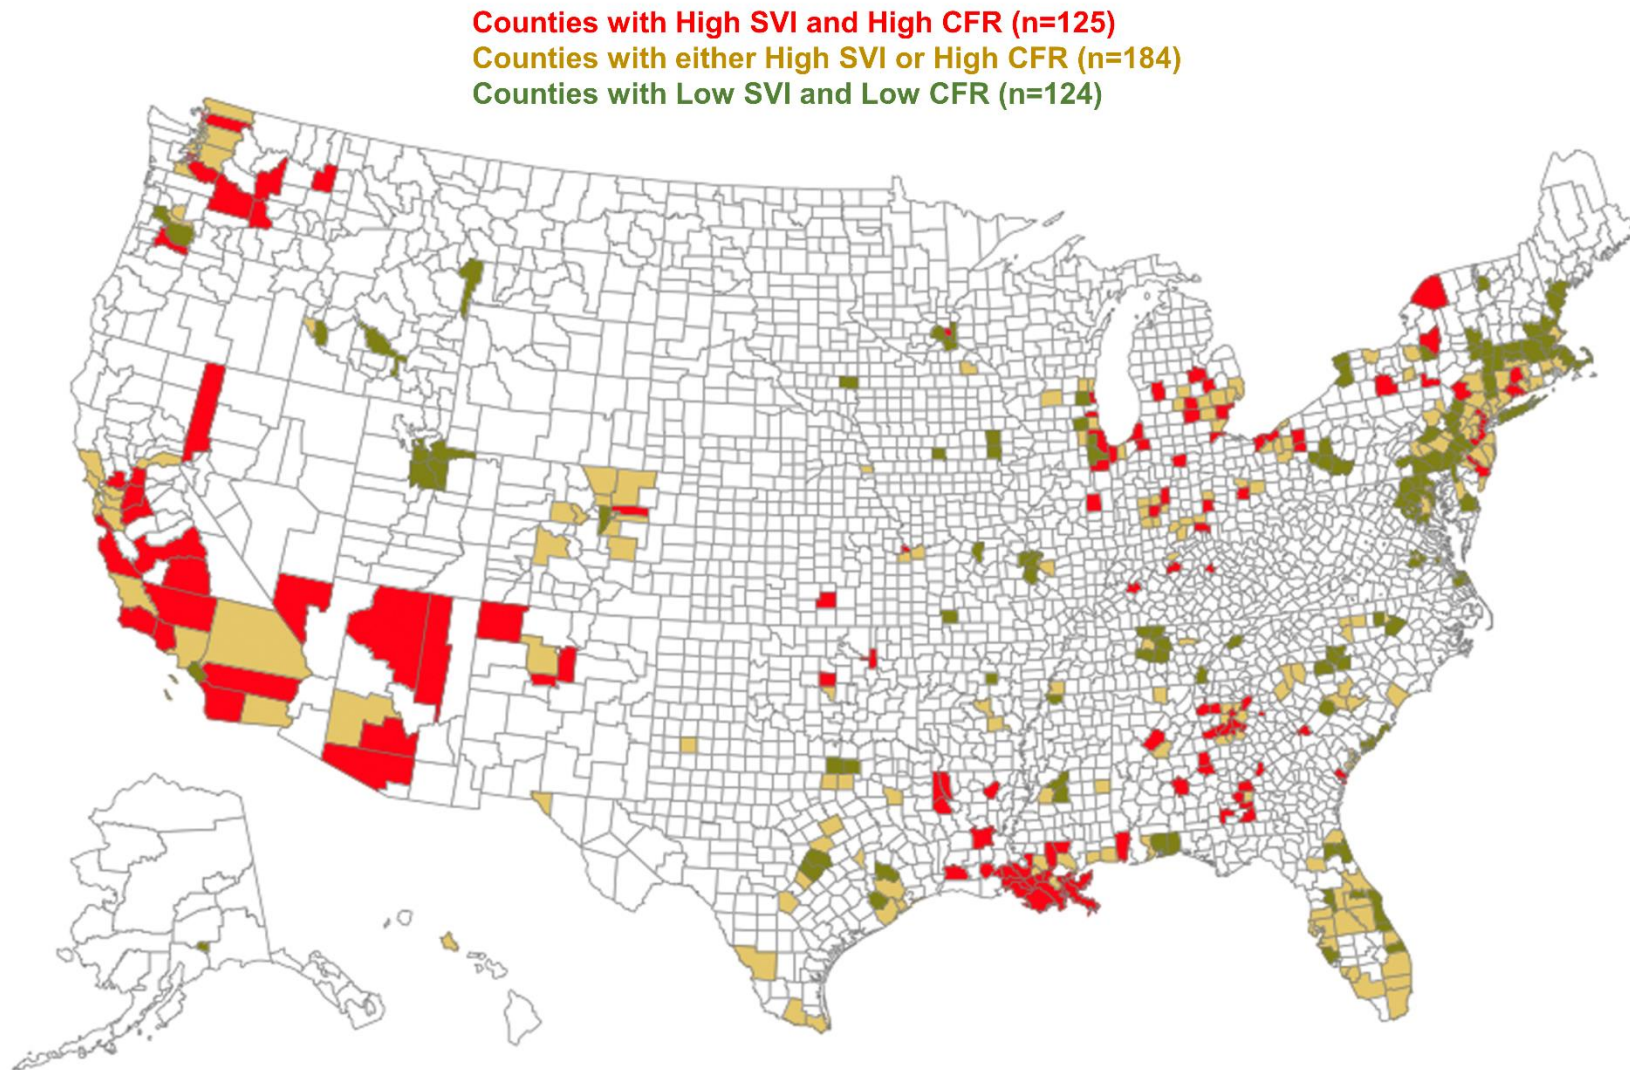 Counties with High SVI and High CFR (n=125)
Counties with either High SVI or High CFR (n=184)
Counties with Low SVI and Low CFR (n=124)